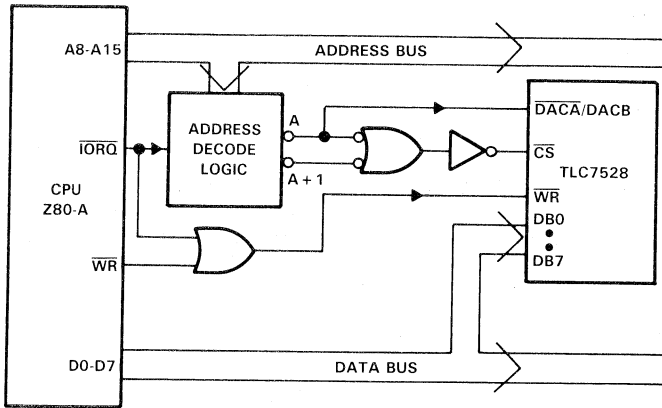 A8-A15
ADDRESS BUS
IORQ
CPU
Z80-A
WR
D0-D7
ADDRESS
DECODE
LOGIC
A
A + 1
DACA/DACB
CS
TLC7528
WR
DB0
DB7
DATA BUS